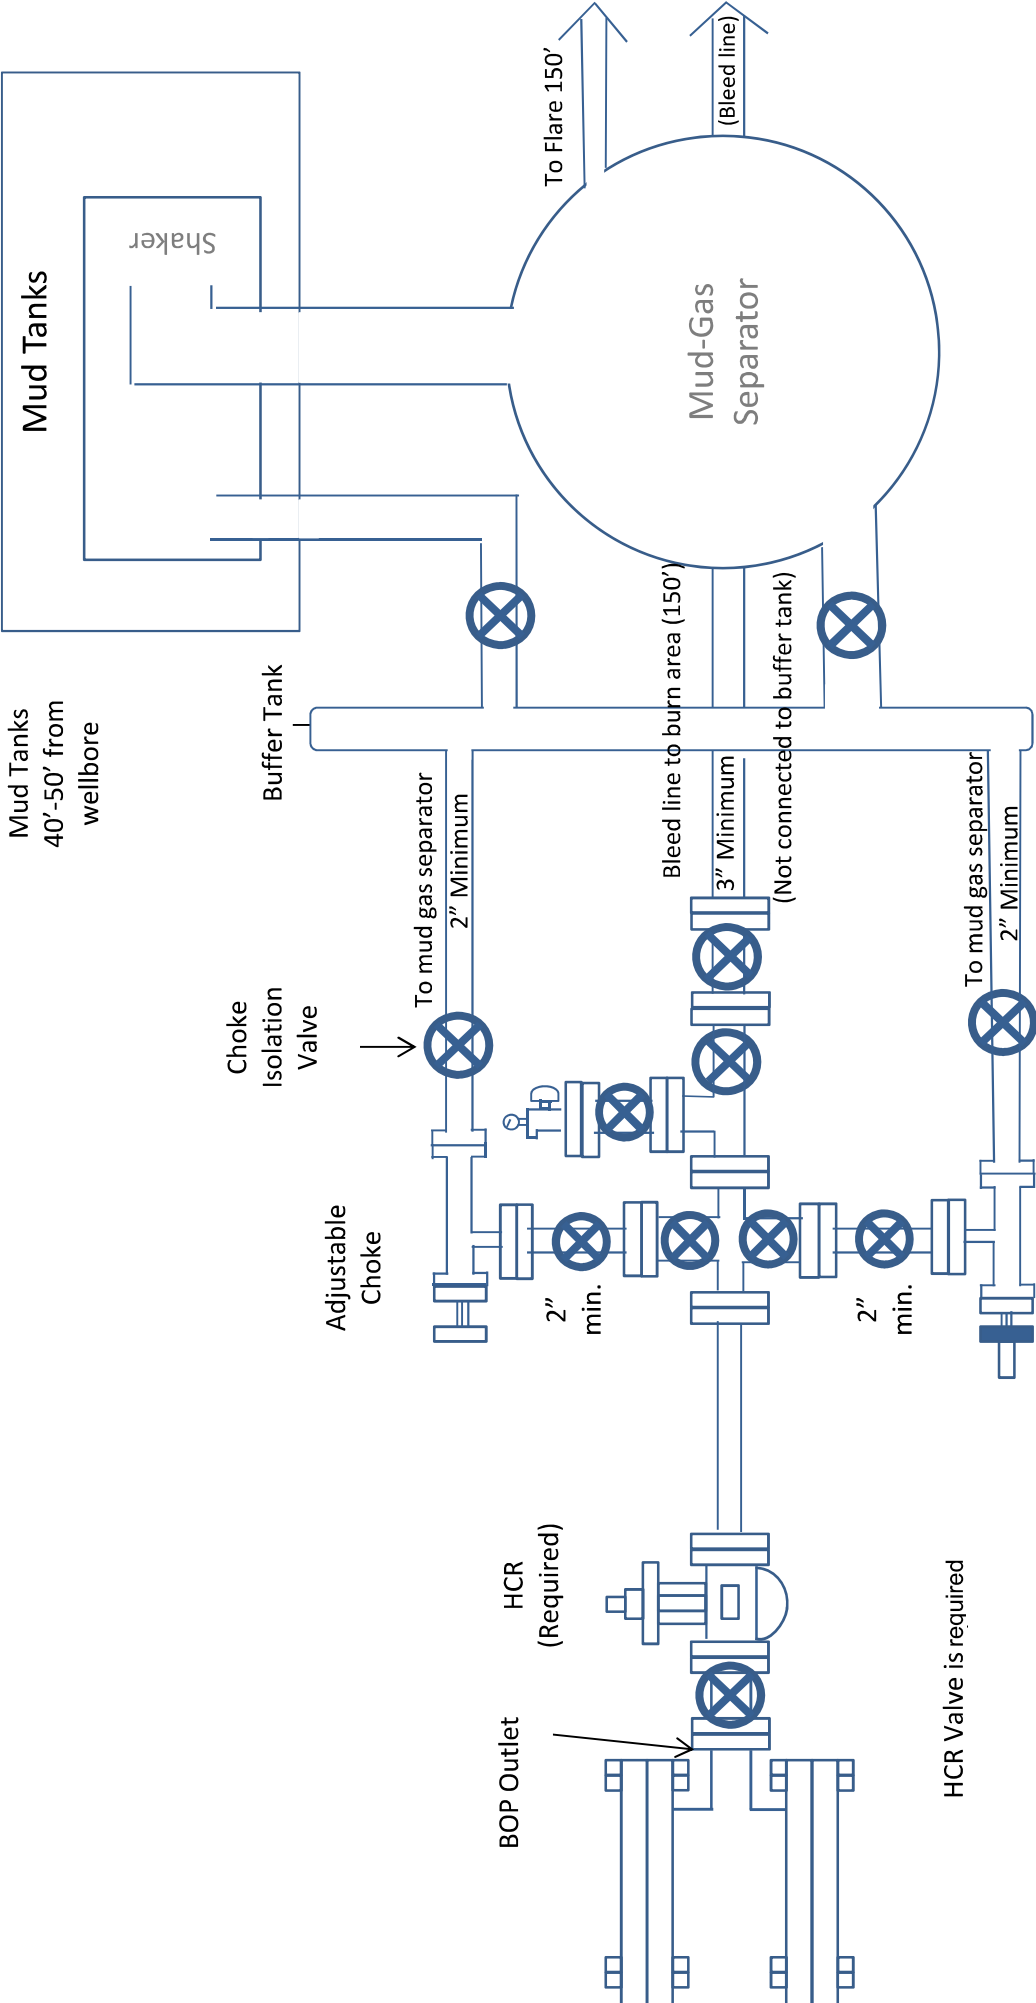 Mud Tanks
Shaker
To Flare 150’
(Bleed line)
Mud-Gas
Separator
Mud Tanks
40’-50’ from
wellbore
Buffer Tank
Bleed line to burn area (150’)
3” Minimum
(Not connected to buffer tank)
To mud gas separator
2” Minimum
To mud gas separator
2” Minimum
Choke
Isolation
Valve
Adjustable
Choke
2”
min.
2”
min.
HCR
(Required)
BOP Outlet
HCR Valve is required